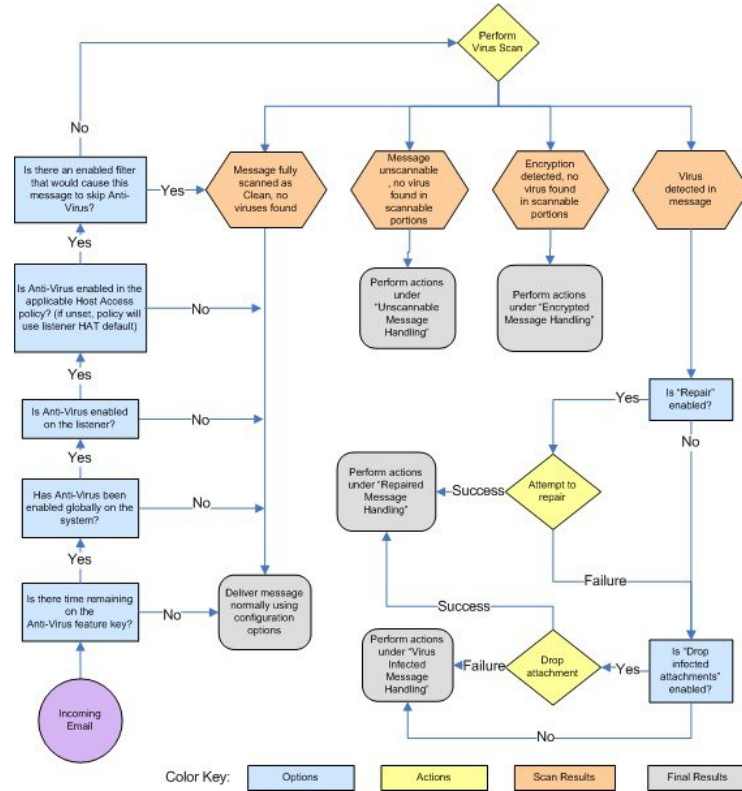 Perform
Virus Scan
No
Is there an enabled filter
that would cause this
message to skip Anti-
Virus?
Yes
Message fully
scanned as
Clean, no
viruses found
Message
unscannable
, no virus
found in
scannable
portions
Encryption
detected, no
virus found
in scannable
portions
Virus
detected in
message
Yes
Is Anti-Virus enabled in the
applicable Host Access
policy? (if unset, policy will
use listener HAT default)
No
Perform actions
under
"Unscannable
Message
Handling"
Perform actions
under "Encrypted
Message Handling"
Yes
Is Anti-Virus enabled
on the listener?
No
Is "Repair"
enabled?
Yes
No
Yes
Has Anti-Virus been
enabled globally on the
system?
No
Perform actions
under "Repaired
Message
Handling"
Success
Attempt to
repair
Failure
Yes
Is there time remaining
on the
Anti-Virus feature key?
No
Deliver message
normally using
configuration
options
Success
Perform actions
under "Virus
Infected
Message
Handling"
Failure
Drop
attachment
Yes
Is "Drop
infected
attachments"
enabled?
No
Incoming
Email
Color Key:
Options
Actions
Scan Results
Final Results